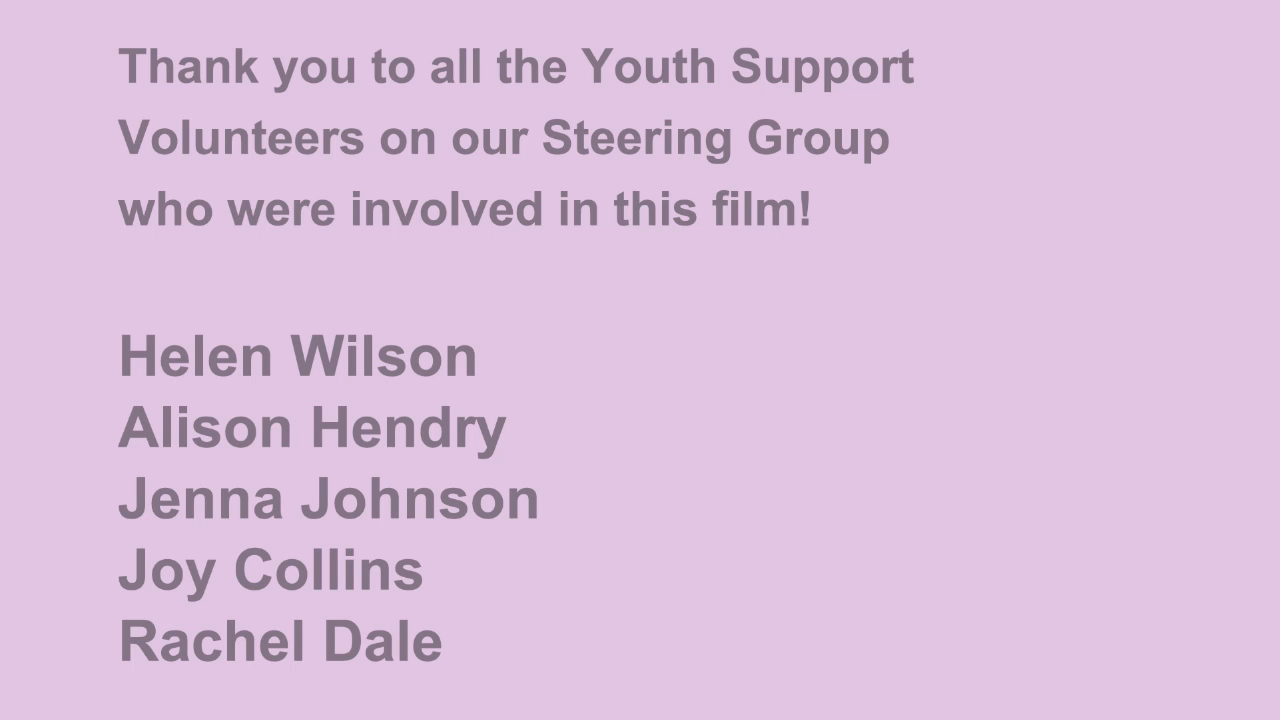 Thank you to all the Youth Support
Volunteers on our Steering Group
who were involved in this film!
Helen Wilson
Alison Hendry
Jenna Johnson
Joy Collins
Rachel Dale